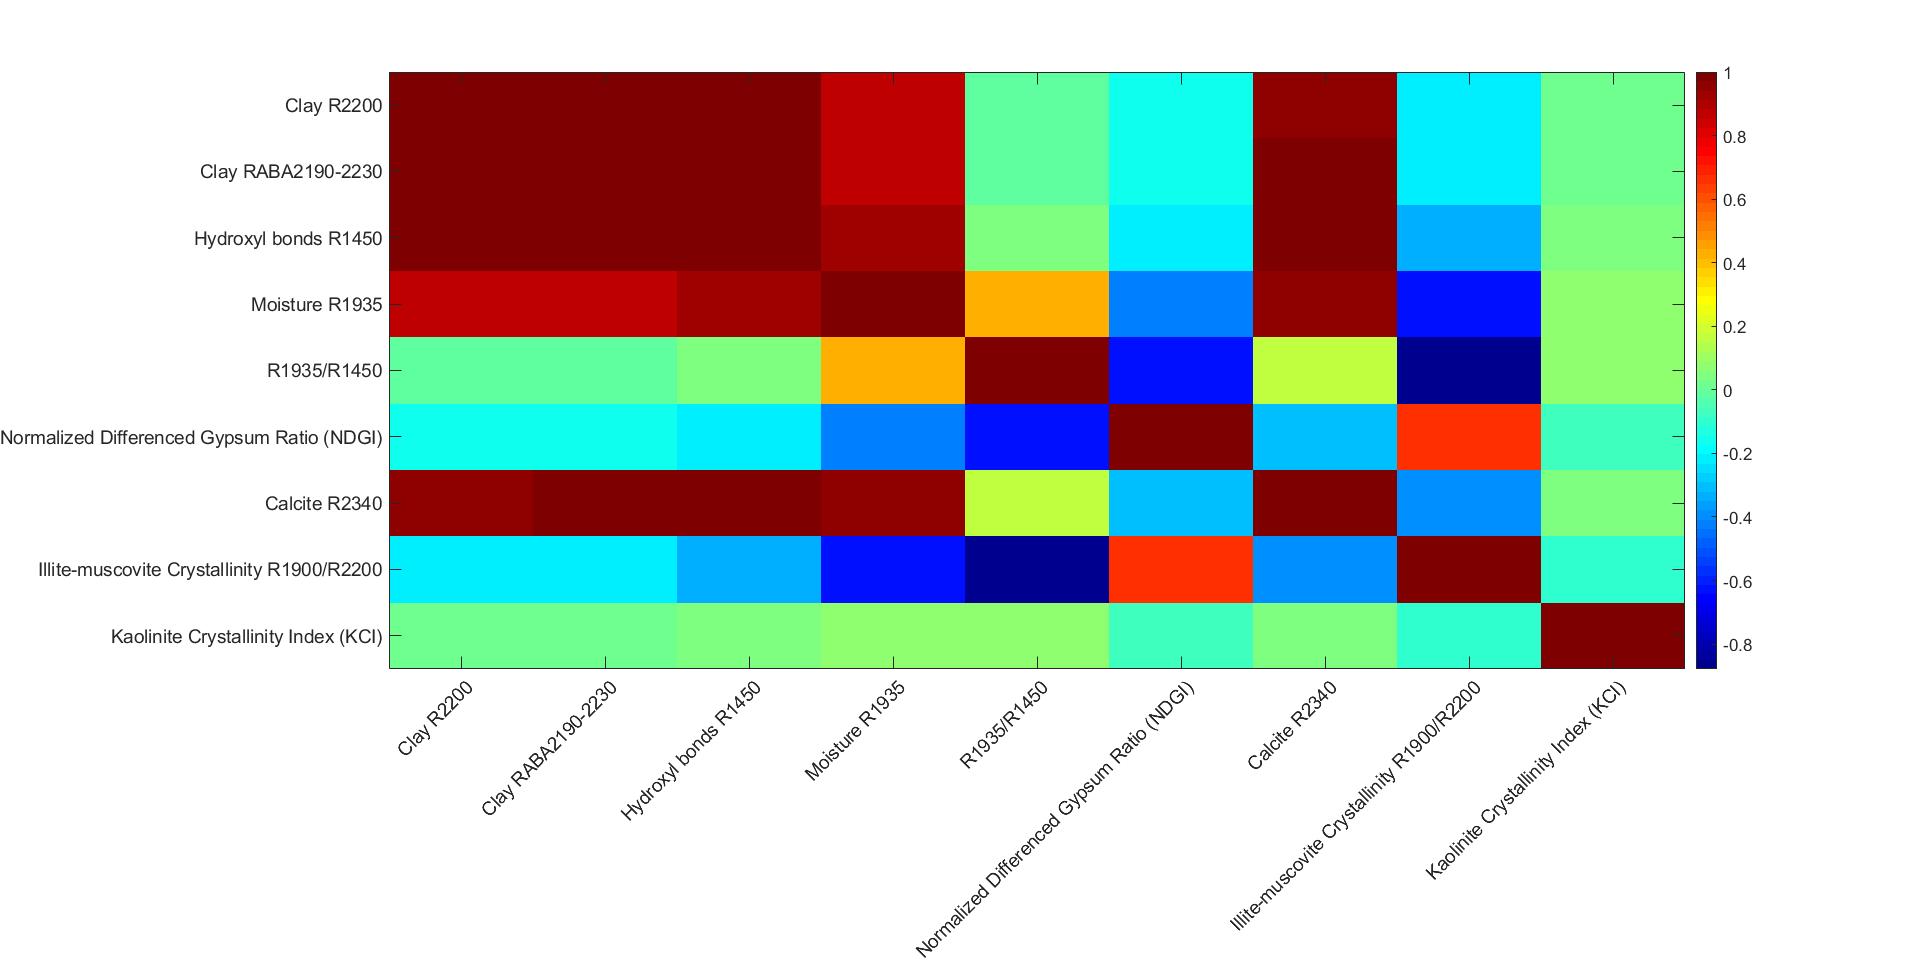 Clay R2200
Clay RABA2190-2230
Hydroxyl bonds R1450
Moisture R1935
R1935/R1450
Normalized Differenced Gypsum Ratio (NDGI)
Calcite R2340
Illite-muscovite Crystallinity R1900/R2200
Kaolinite Crystallinity Index (KCI)
Clay R2200
Clay RABA2190-2230
Hydroxyl bonds R1450
Moisture R1935
R1935/R1450
Normalized Differenced Gypsum Ratio (NDGI)
Calcite R2340
Illite-muscovite Crystallinity R1900/R2200
Kaolinite Crystallinity Index (KCI)
1
0.8
0.6
0.4
0.2
0
-0.2
-0.4
-0.6
-0.8